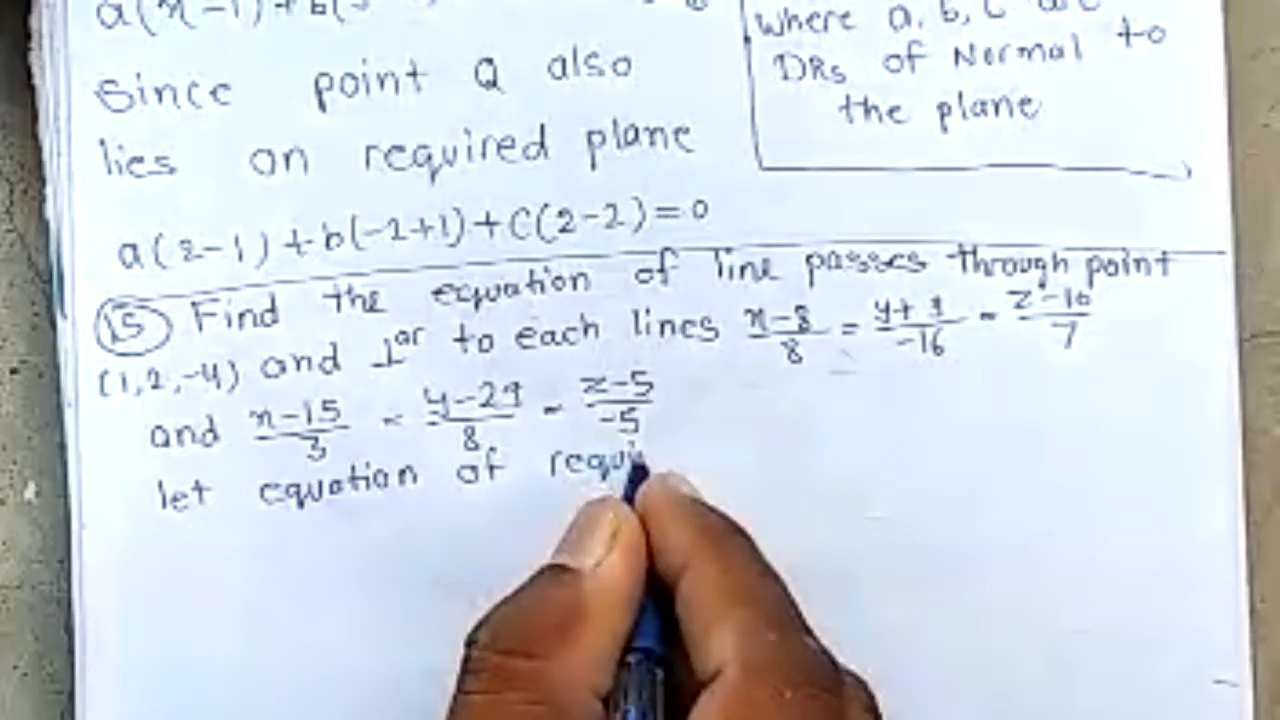 a(x-1)+b(
Since point Q also
lies on required plane
a(2-1)+b(-2+1)+C(2-2)=0
where a, b, c are
DRs of Normal to
the plane
(15) Find the equation of line passes through point
(1,2,-4) and ⊥ar to each lines x-8/8 = y+9/-16 = z-10/7
and x-15/3 = y-29/8 = z-5/-5
let equation of requi